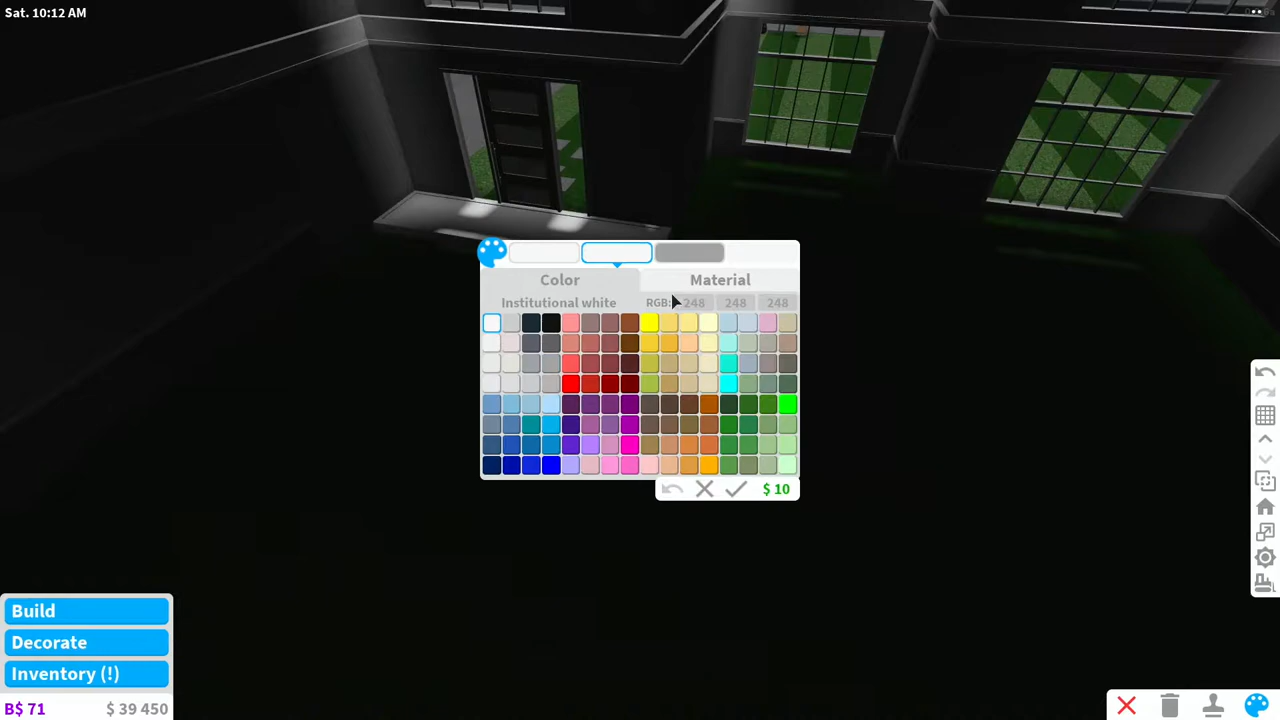 Sat. 10:12 AM
Color
Material
Institutional white
RGB: 248 248 248
$ 10
Build
Decorate
Inventory (!)
B$ 71
$ 39 450